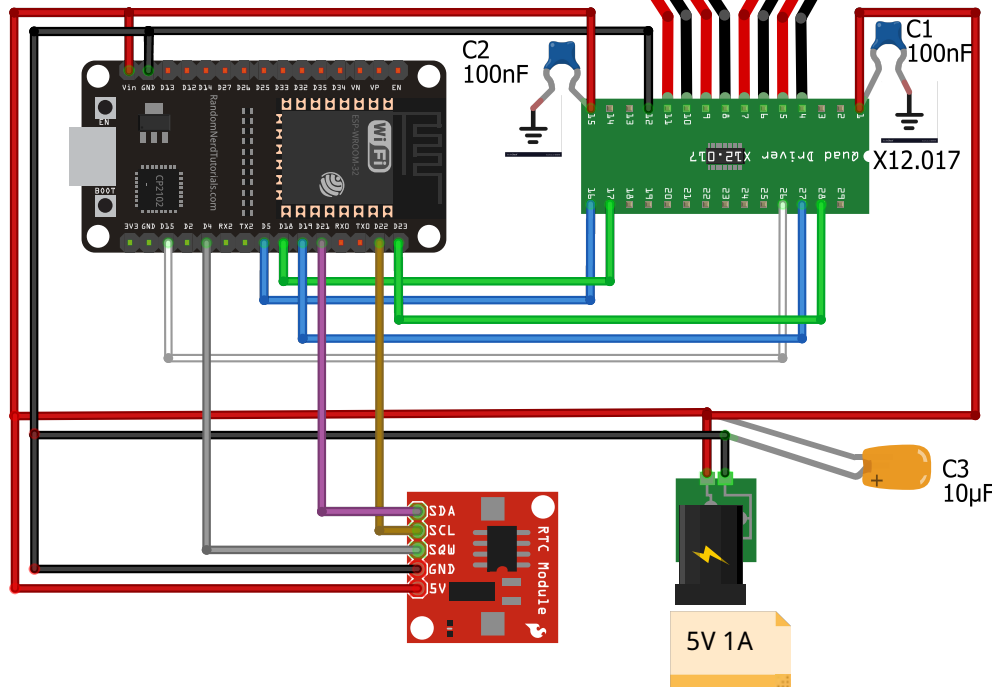 C2
100nF
C1
100nF
Vin GND D13 D12 D14 D27 D26 D25 D33 D32 D35 D34 VN VP EN
EN
RandomNerdTutorials.com
ESP-WROOM-32
WiFi
CP2102
BOOT
3V3 GND D15 D2 D4 RX2 TX2 D5 D18 D19 D21 RX0 TX0 D22 D23
15 14 13 12 11 10 9 8 7 6 5 4 3 2 1
Quad Driver X12.017
X12.017
16 17 18 19 20 21 22 23 24 25 26 27 28 29
X12.017
SDA
SCL
SQW
GND
5V
RTC Module
C3
10µF
+
5V 1A